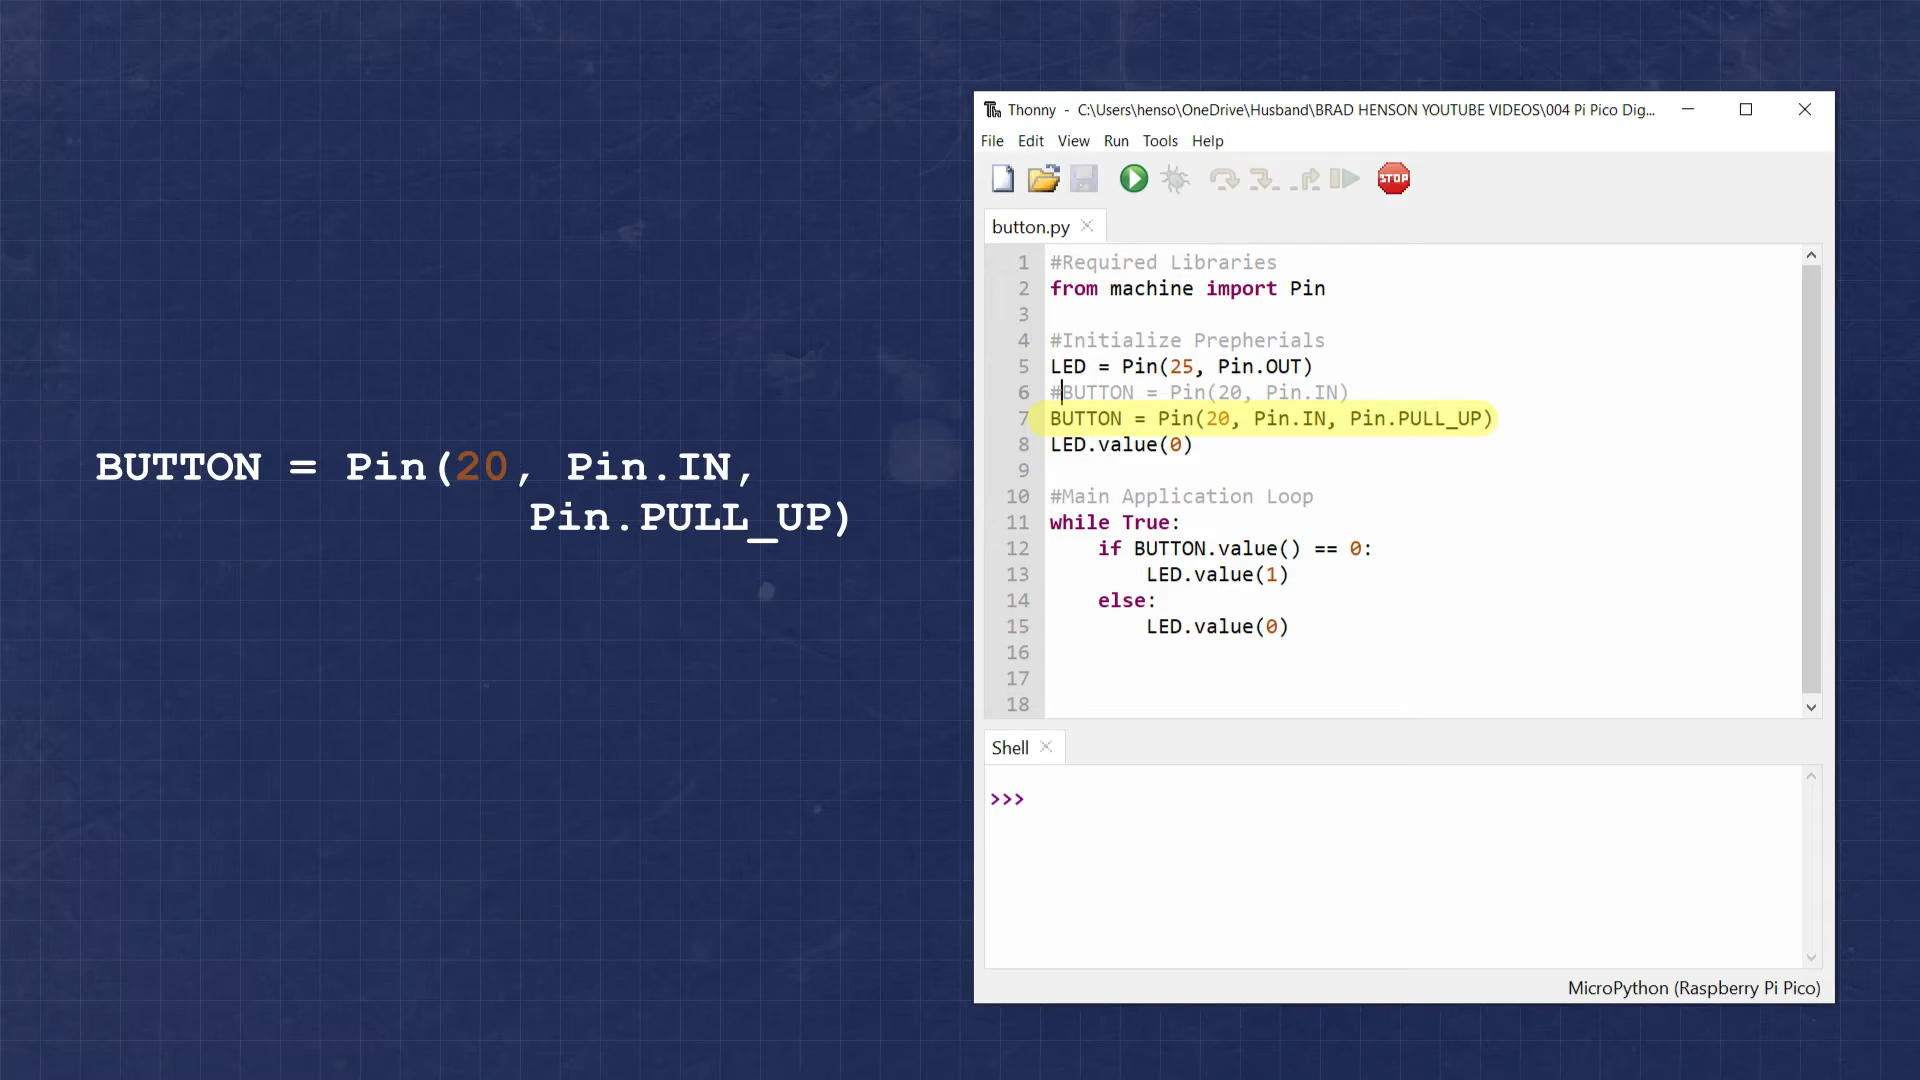 BUTTON = Pin(20, Pin.IN,
Pin.PULL_UP)
Thonny - C:\Users\henso\OneDrive\Husband\BRAD HENSON YOUTUBE VIDEOS\004 Pi Pico Dig...
File Edit View Run Tools Help
STOP
button.py
1 #Required Libraries
2 from machine import Pin
3
4 #Initialize Prepherials
5 LED = Pin(25, Pin.OUT)
6 #BUTTON = Pin(20, Pin.IN)
7 BUTTON = Pin(20, Pin.IN, Pin.PULL_UP)
8 LED.value(0)
9
10 #Main Application Loop
11 while True:
12     if BUTTON.value() == 0:
13         LED.value(1)
14     else:
15         LED.value(0)
16
17
18
Shell
>>>
MicroPython (Raspberry Pi Pico)